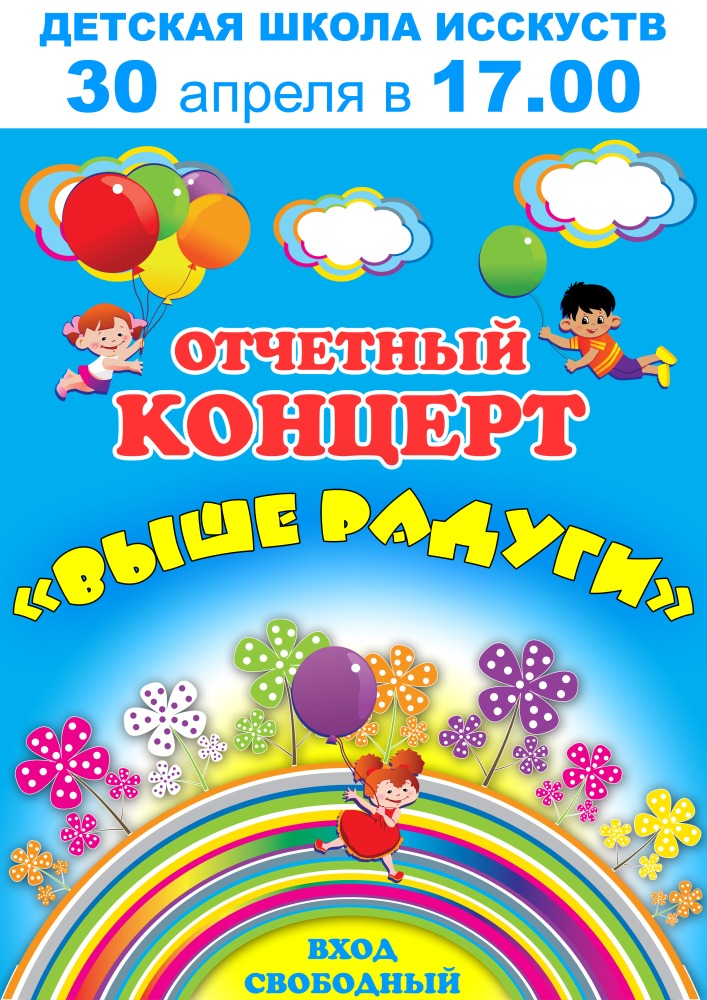 ДЕТСКАЯ ШКОЛА ИССКУСТВ
30 апреля в 17.00
ОТЧЕТНЫЙ
КОНЦЕРТ
«ВЫШЕ РАДУГИ»
ВХОД
СВОБОДНЫЙ